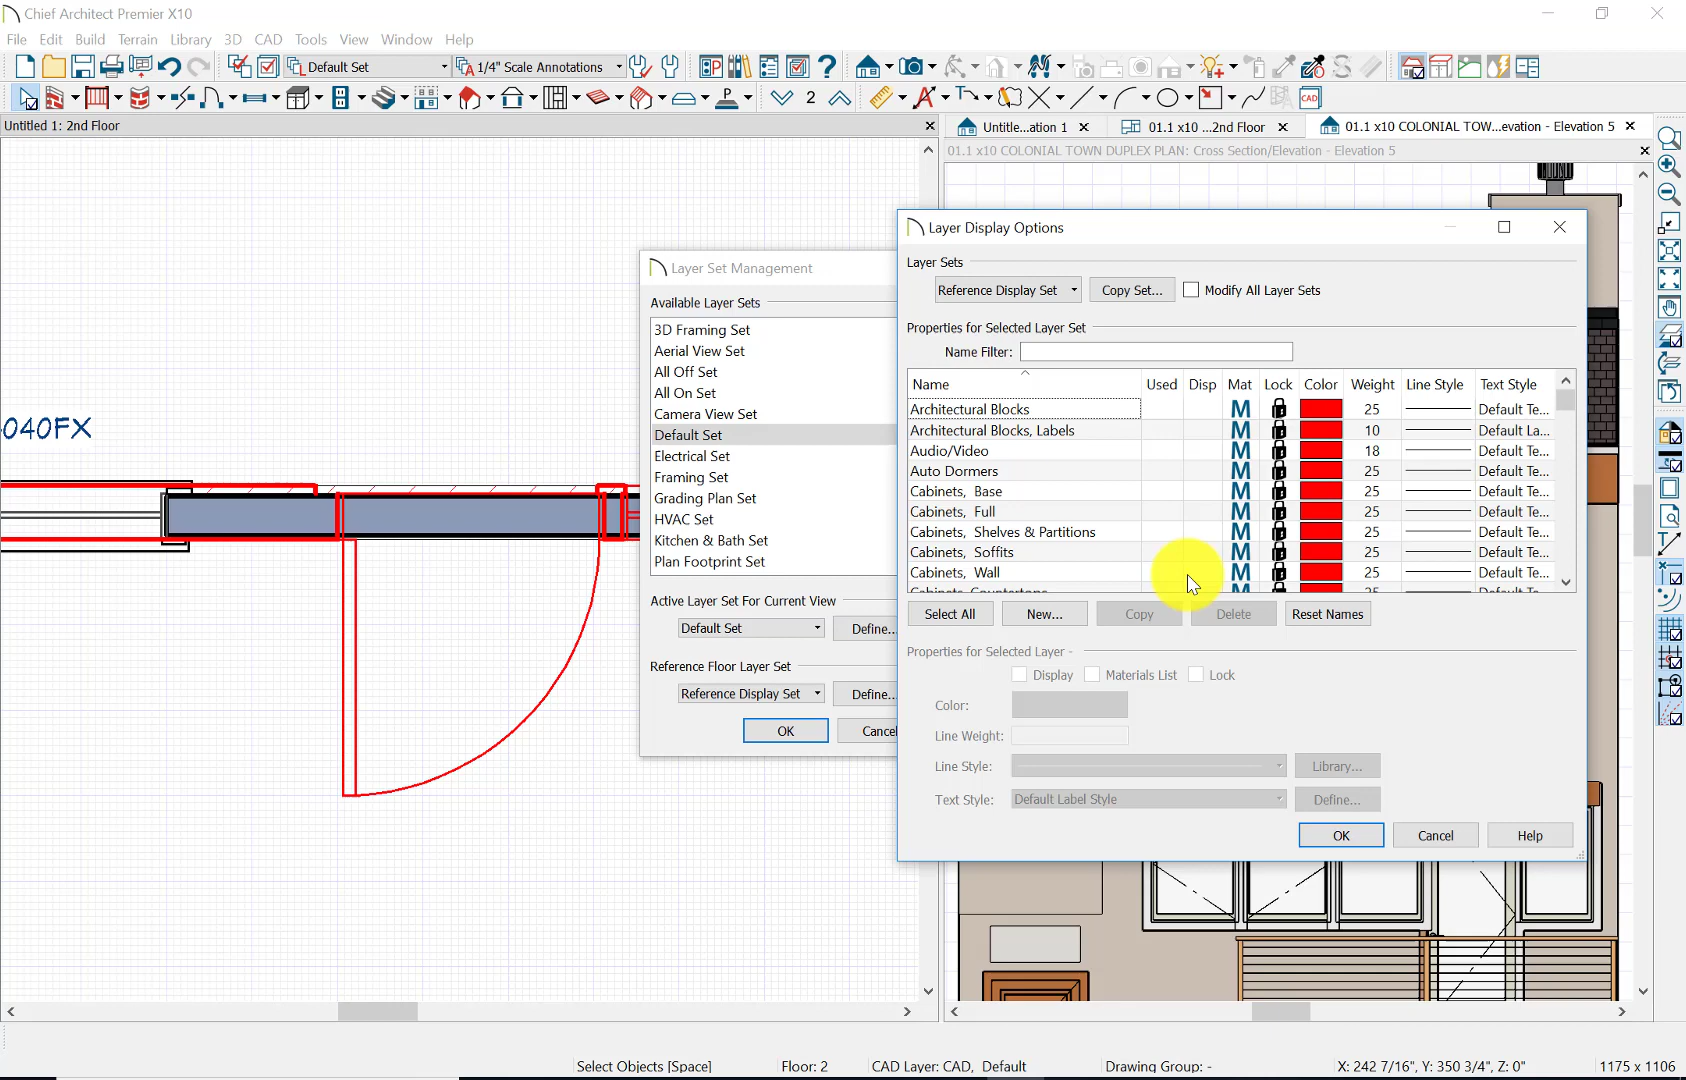 Chief Architect Premier X10
File Edit Build Terrain Library 3D CAD Tools View Window Help
Default Set
1/4" Scale Annotations
2
P
CAD
Untitled 1: 2nd Floor
Untitle...ation 1
01.1 x10 ...2nd Floor
01.1 x10 COLONIAL TOW...evation - Elevation 5
01.1 x10 COLONIAL TOWN DUPLEX PLAN: Cross Section/Elevation - Elevation 5
040FX
Layer Set Management
Available Layer Sets
3D Framing Set
Aerial View Set
All Off Set
All On Set
Camera View Set
Default Set
Electrical Set
Framing Set
Grading Plan Set
HVAC Set
Kitchen & Bath Set
Plan Footprint Set
Active Layer Set For Current View
Default Set Define...
Reference Floor Layer Set
Reference Display Set Define...
OK Cance
Layer Display Options
Layer Sets
Reference Display Set Copy Set... Modify All Layer Sets
Properties for Selected Layer Set
Name Filter:
Name Used Disp Mat Lock Color Weight Line Style Text Style
Architectural Blocks M 25 Default Te...
Architectural Blocks, Labels M 10 Default La...
Audio/Video M 18 Default Te...
Auto Dormers M 25 Default Te...
Cabinets, Base M 25 Default Te...
Cabinets, Full M 25 Default Te...
Cabinets, Shelves & Partitions M 25 Default Te...
Cabinets, Soffits M 25 Default Te...
Cabinets, Wall M 25 Default Te...
Select All New... Copy Delete Reset Names
Properties for Selected Layer -
Display Materials List Lock
Color:
Line Weight:
Line Style: Library...
Text Style: Default Label Style Define...
OK Cancel Help
Select Objects [Space] Floor: 2 CAD Layer: CAD, Default Drawing Group: - X: 242 7/16", Y: 350 3/4", Z: 0" 1175 x 1106